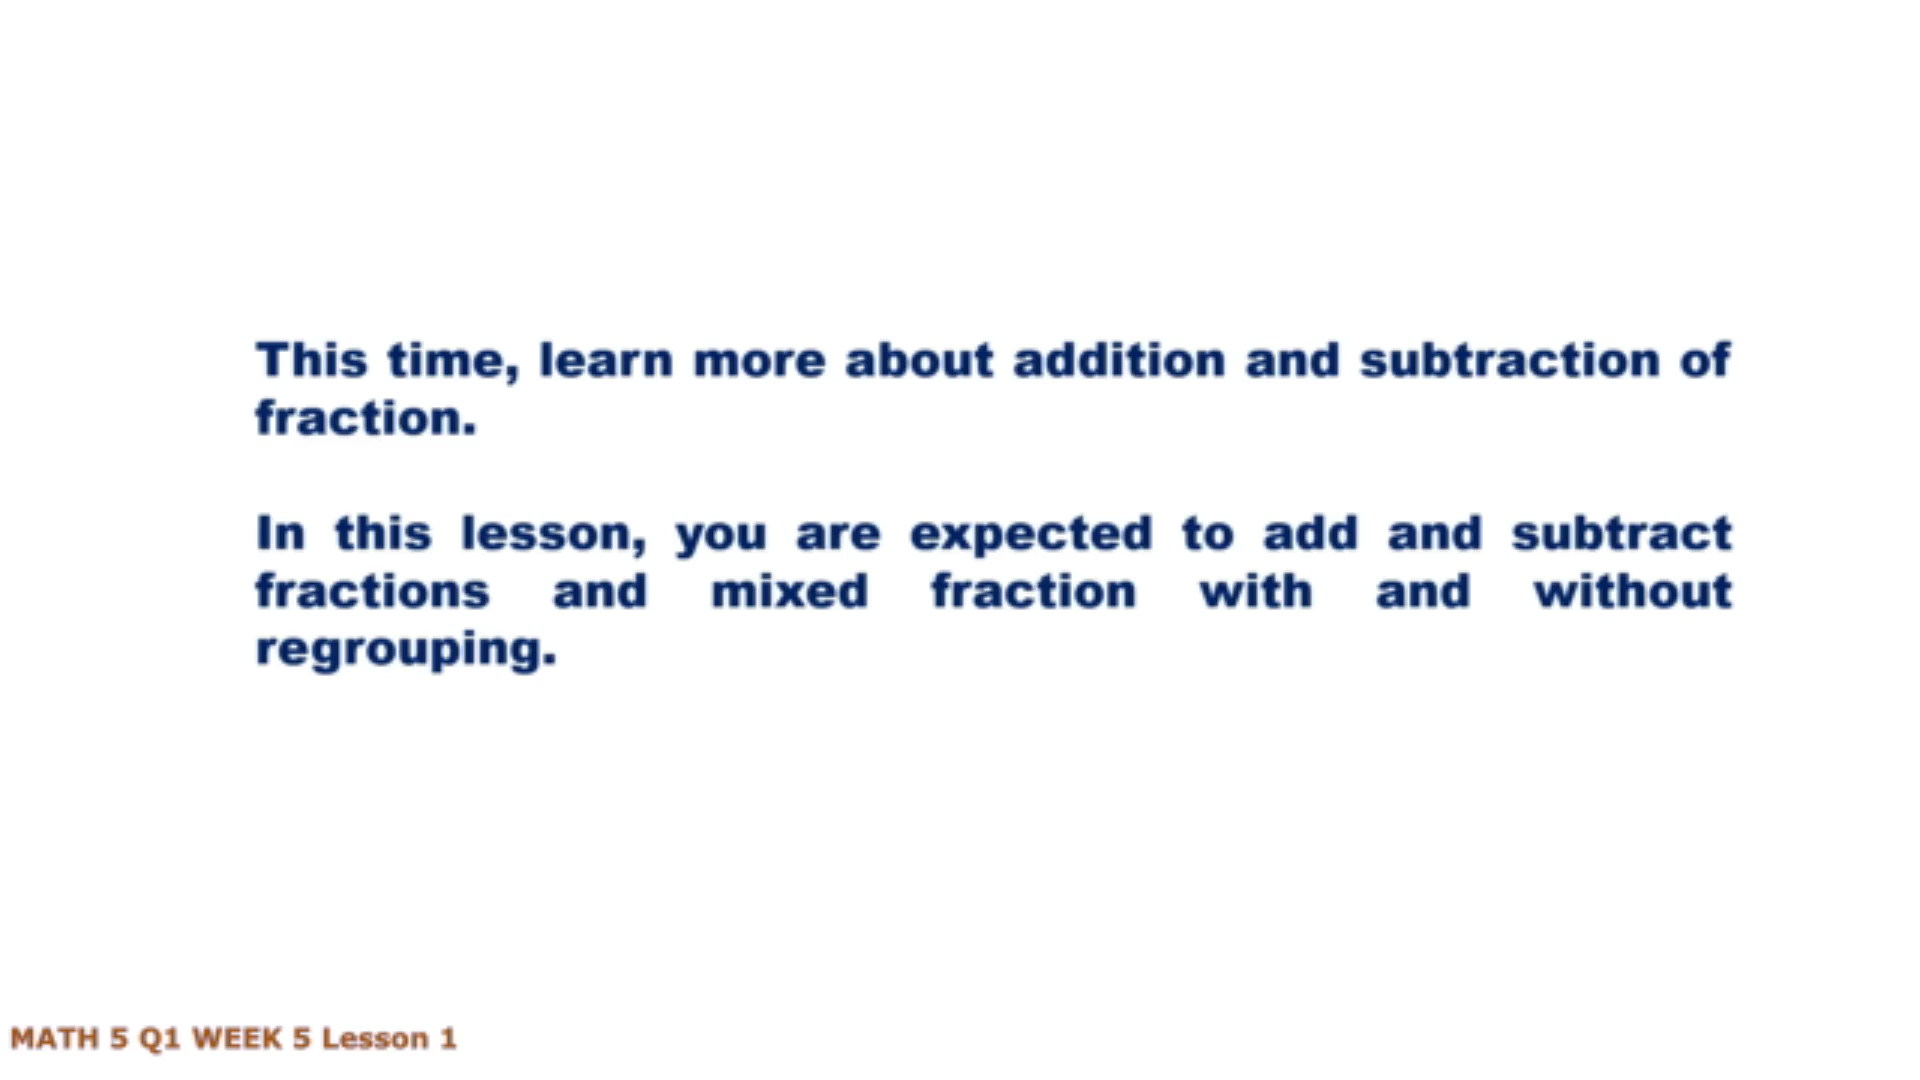 This time, learn more about addition and subtraction of
fraction.
In this lesson, you are expected to add and subtract
fractions and mixed fraction with and without
regrouping.
MATH 5 Q1 WEEK 5 Lesson 1